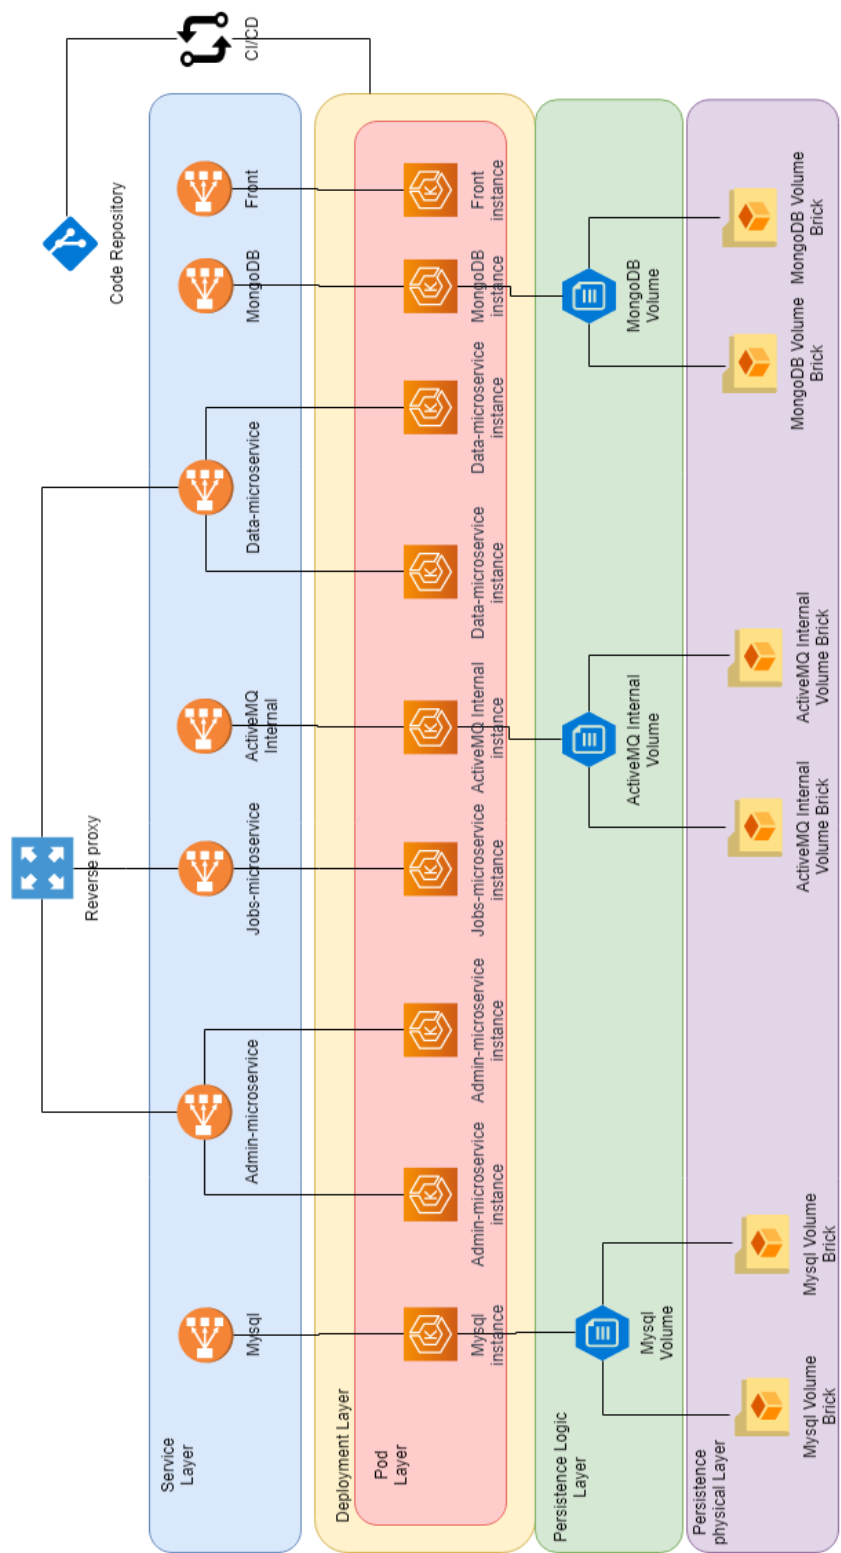 Reverse proxy
Code Repository
CI/CD
Service
Layer
Mysql
Admin-microservice
Jobs-microservice
ActiveMQ
Internal
Data-microservice
MongoDB
Front
Deployment Layer
Pod
Layer
Mysql
instance
Admin-microservice
instance
Admin-microservice
instance
Jobs-microservice
instance
ActiveMQ Internal
instance
Data-microservice
instance
Data-microservice
instance
MongoDB
instance
Front
instance
Persistence Logic
Layer
Mysql
Volume
ActiveMQ Internal
Volume
MongoDB
Volume
Persistence
physical Layer
Mysql Volume
Brick
Mysql Volume
Brick
ActiveMQ Internal
Volume Brick
ActiveMQ Internal
Volume Brick
MongoDB Volume
Brick
MongoDB Volume
Brick